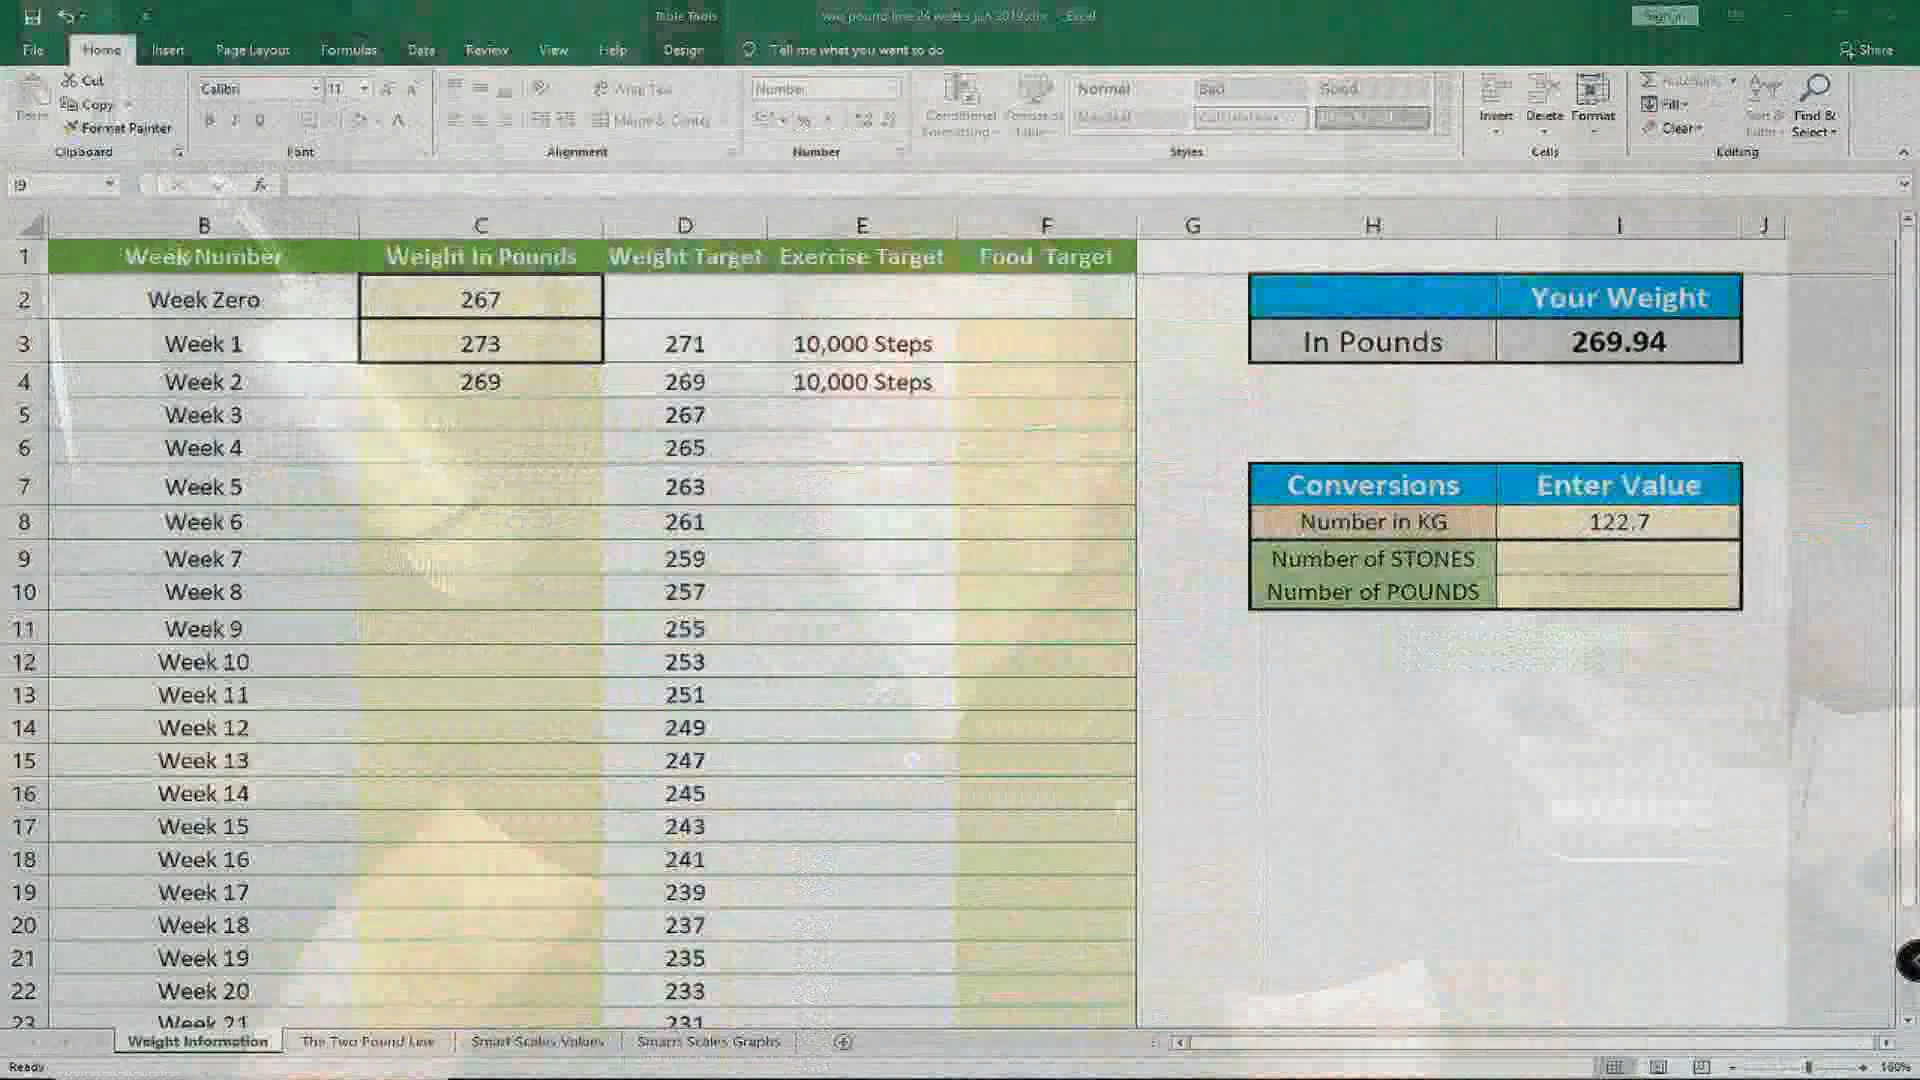 Table Tools
Excel
File Home Insert Page Layout Formulas Data Review View Help Design Tell me what you want to do Share
Cut
Copy
Format Painter
Clipboard
Calibri 11
Font
Alignment
Number
Number
Normal Bad Good
Styles
Insert Delete Format
Cells
Fill
Clear
Find &
Select
Editing
I9 fx
B C D E F G H I J
1 Week Number Weight In Pounds Weight Target Exercise Target Food Target
2 Week Zero 267 Your Weight
3 Week 1 273 271 10,000 Steps In Pounds 269.94
4 Week 2 269 269 10,000 Steps
5 Week 3 267
6 Week 4 265
7 Week 5 263 Conversions Enter Value
8 Week 6 261 Number in KG 122.7
9 Week 7 259 Number of STONES
10 Week 8 257 Number of POUNDS
11 Week 9 255
12 Week 10 253
13 Week 11 251
14 Week 12 249
15 Week 13 247
16 Week 14 245
17 Week 15 243
18 Week 16 241
19 Week 17 239
20 Week 18 237
21 Week 19 235
22 Week 20 233
23 Week 21 231
Weight Information The Two Pound Line Smart Scales Values Smart Scales Graphs
Ready